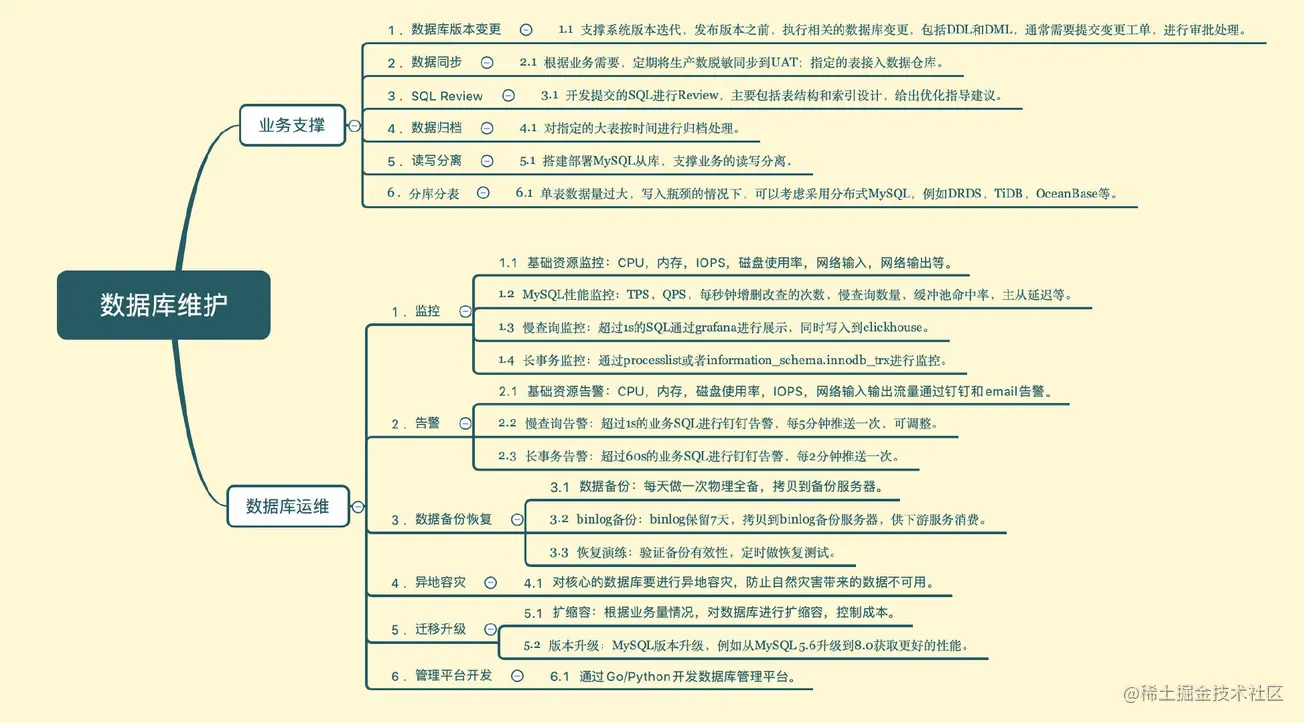 数据库维护
业务支撑
1. 数据库版本变更
1.1 支撑系统版本迭代，发布版本之前，执行相关的数据库变更，包括DDL和DML，通常需要提交变更工单，进行审批处理。
2. 数据同步
2.1 根据业务需要，定期将生产数脱敏同步到UAT；指定的表接入数据仓库。
3. SQL Review
3.1 开发提交的SQL进行Review，主要包括表结构和索引设计，给出优化指导建议。
4. 数据归档
4.1 对指定的大表按时间进行归档处理。
5. 读写分离
5.1 搭建部署MySQL从库，支撑业务的读写分离。
6. 分库分表
6.1 单表数据量过大，写入瓶颈的情况下，可以考虑采用分布式MySQL，例如DRDS，TiDB，OceanBase等。
数据库运维
1. 监控
1.1 基础资源监控：CPU，内存，IOPS，磁盘使用率，网络输入，网络输出等。
1.2 MySQL性能监控：TPS，QPS，每秒钟增删改查的次数，慢查询数量，缓冲池命中率，主从延迟等。
1.3 慢查询监控：超过1s的SQL通过grafana进行展示，同时写入到clickhouse。
1.4 长事务监控：通过processlist或者information_schema.innodb_trx进行监控。
2. 告警
2.1 基础资源告警：CPU，内存，磁盘使用率，IOPS，网络输入输出流量通过钉钉和email告警。
2.2 慢查询告警：超过1s的业务SQL进行钉钉告警，每5分钟推送一次，可调整。
2.3 长事务告警：超过60s的业务SQL进行钉钉告警，每2分钟推送一次。
3. 数据备份恢复
3.1 数据备份：每天做一次物理全备，拷贝到备份服务器。
3.2 binlog备份：binlog保留7天，拷贝到binlog备份服务器，供下游服务消费。
3.3 恢复演练：验证备份有效性，定时做恢复测试。
4. 异地容灾
4.1 对核心的数据库要进行异地容灾，防止自然灾害带来的数据不可用。
5. 迁移升级
5.1 扩缩容：根据业务量情况，对数据库进行扩缩容，控制成本。
5.2 版本升级：MySQL版本升级，例如从MySQL 5.6升级到8.0获取更好的性能。
6. 管理平台开发
6.1 通过Go/Python开发数据库管理平台。
@稀土掘金技术社区